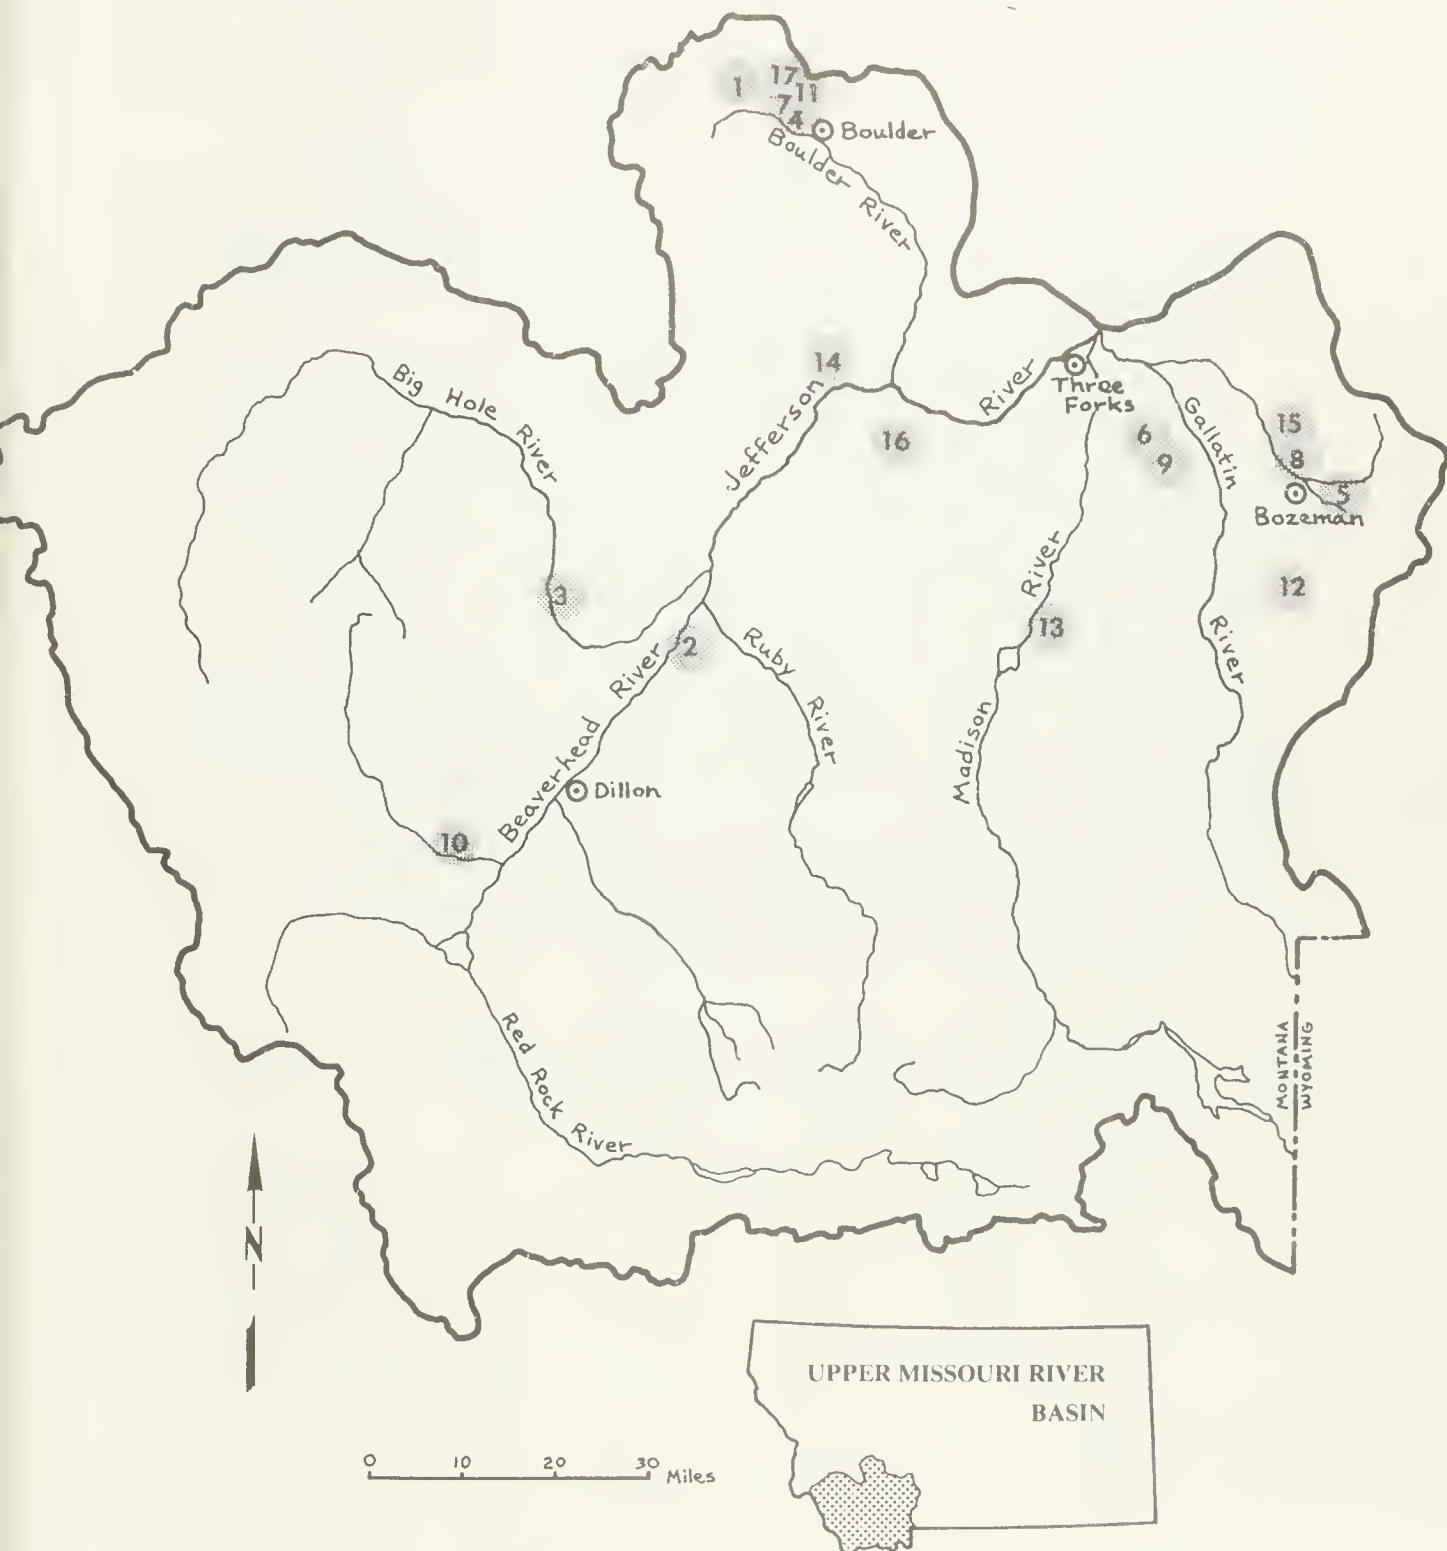 1
17
11
7
4
Boulder
Boulder River
14
Big Hole River
Jefferson River
Three
Forks
16
6
9
Gallatin River
15
8
5
Bozeman
12
3
2
13
Ruby River
Beaverhead River
Madison River
Dillon
10
Red Rock River
MONTANA
WYOMING
N
UPPER MISSOURI RIVER
BASIN
0 10 20 30 Miles